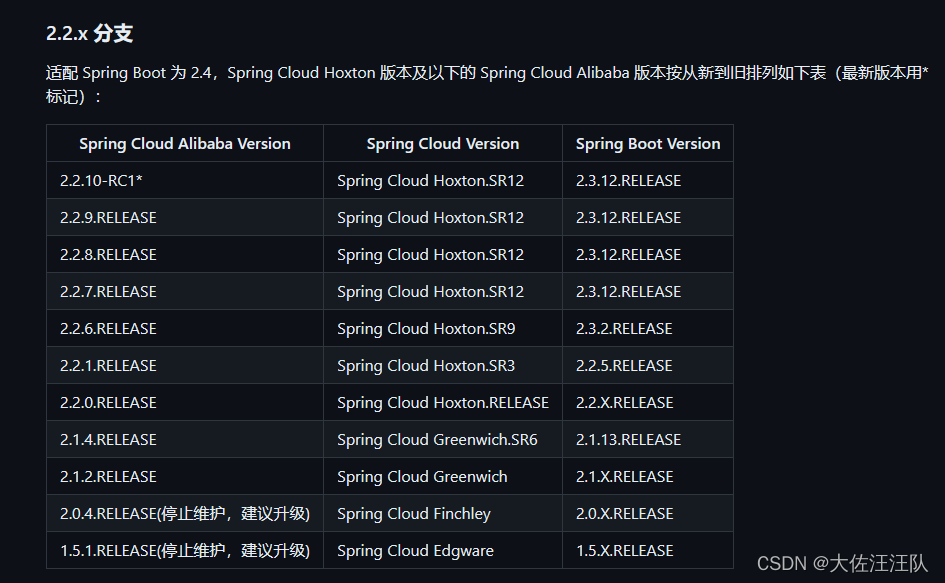 2.2.x 分支
适配 Spring Boot 为 2.4，Spring Cloud Hoxton 版本及以下的 Spring Cloud Alibaba 版本按从新到旧排列如下表（最新版本用*
标记）：
Spring Cloud Alibaba Version Spring Cloud Version Spring Boot Version
2.2.10-RC1* Spring Cloud Hoxton.SR12 2.3.12.RELEASE
2.2.9.RELEASE Spring Cloud Hoxton.SR12 2.3.12.RELEASE
2.2.8.RELEASE Spring Cloud Hoxton.SR12 2.3.12.RELEASE
2.2.7.RELEASE Spring Cloud Hoxton.SR12 2.3.12.RELEASE
2.2.6.RELEASE Spring Cloud Hoxton.SR9 2.3.2.RELEASE
2.2.1.RELEASE Spring Cloud Hoxton.SR3 2.2.5.RELEASE
2.2.0.RELEASE Spring Cloud Hoxton.RELEASE 2.2.X.RELEASE
2.1.4.RELEASE Spring Cloud Greenwich.SR6 2.1.13.RELEASE
2.1.2.RELEASE Spring Cloud Greenwich 2.1.X.RELEASE
2.0.4.RELEASE(停止维护，建议升级) Spring Cloud Finchley 2.0.X.RELEASE
1.5.1.RELEASE(停止维护，建议升级) Spring Cloud Edgware 1.5.X.RELEASE
CSDN @大佐汪汪队